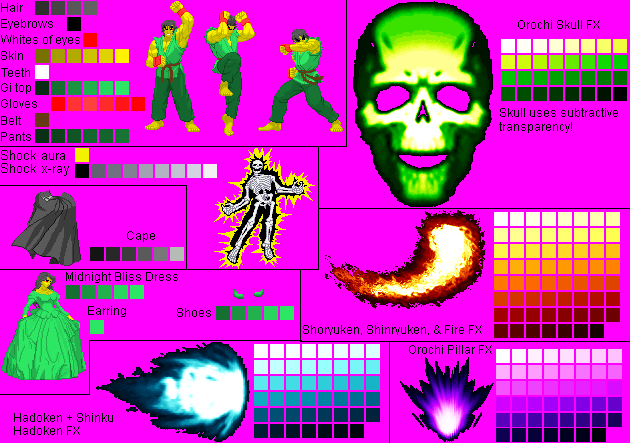 Hair
Eyebrows
Whites of eyes
Skin
Teeth
Gi top
Gloves
Belt
Pants
Shock aura
Shock x-ray
Orochi Skull FX
Skull uses subtractive
transparency!
Cape
Midnight Bliss Dress
Earring
Shoes
Shoryuken, Shinryuken, & Fire FX
Orochi Pillar FX
Hadoken + Shinku
Hadoken FX